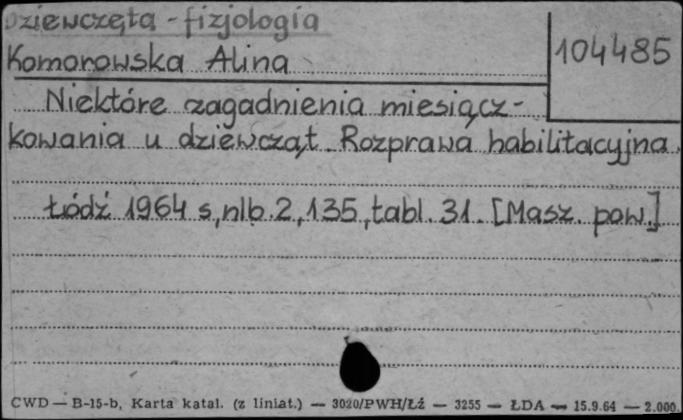 Dziewczęta - fizjologia
Komorowska Alina
104485
Niektóre zagadnienia miesiącz-
kowania u dziewcząt. Rozprawa habilitacyjna.
Łódź 1964 s, nlb. 2, 135, tabl. 31. [Masz. pow.]
CWD — B-15-b, Karta katal. (z liniat.) — 3020/PWH/Łź — 3255 — ŁDA — 15.9.64 — 2.000.